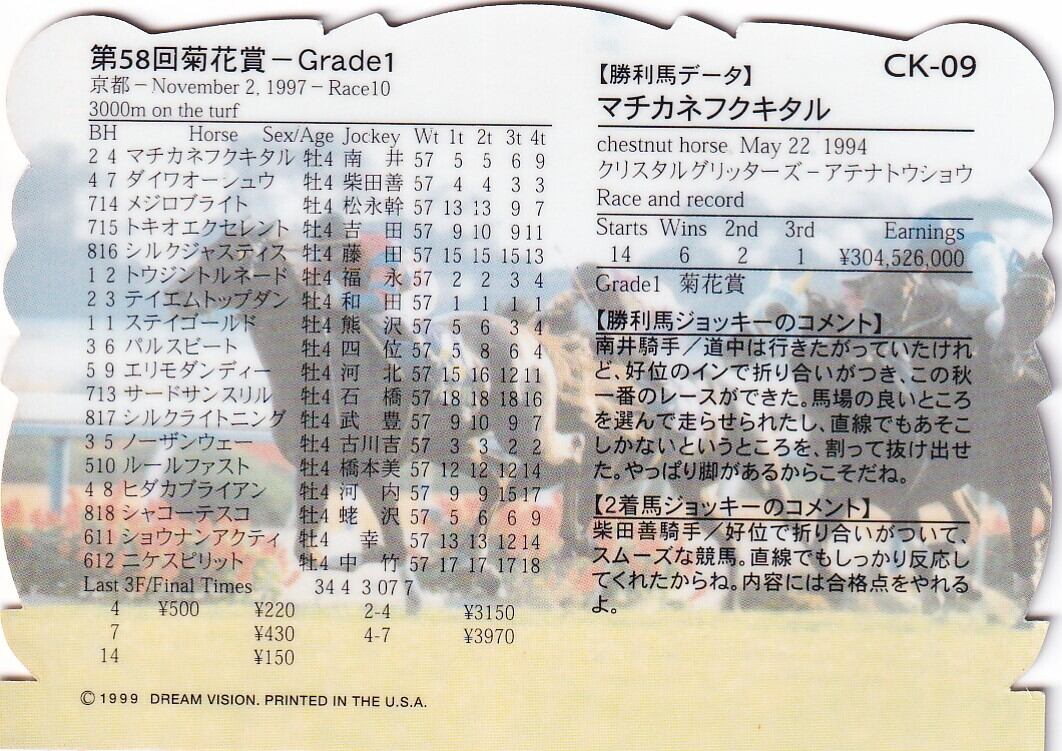 第58回菊花賞－Grade1
京都－November 2, 1997－Race10
3000m on the turf
BH Horse Sex/Age Jockey Wt 1t 2t 3t 4t
2 4 マチカネフクキタル 牡4 南 井 57 5 5 6 9
4 7 ダイワオーシュウ 牡4 柴田善 57 4 4 3 3
714 メジロブライト 牡4 松永幹 57 13 13 9 7
715 トキオエクセレント 牡4 吉 田 57 9 10 9 11
816 シルクジャスティス 牡4 藤 田 57 15 15 15 13
1 2 トウジントルネード 牡4 福 永 57 2 2 3 4
2 3 テイエムトップダン 牡4 和 田 57 1 1 1 1
1 1 ステイゴールド 牡4 熊 沢 57 5 6 3 4
3 6 パルスビート 牡4 四 位 57 5 8 6 4
5 9 エリモダンディー 牡4 河 北 57 15 16 12 11
713 サードサンスリル 牡4 石 橋 57 18 18 18 16
817 シルクライトニング 牡4 武 豊 57 9 10 9 7
3 5 ノーザンウェー 牡4 古川吉 57 3 3 2 2
510 ルールファスト 牡4 橋本美 57 12 12 12 14
4 8 ヒダカブライアン 牡4 河 内 57 9 9 15 17
818 シャコーテスコ 牡4 蛯 沢 57 5 6 6 9
611 ショウナンアクティ 牡4 幸 57 13 13 12 14
612 ニケスピリット 牡4 中 竹 57 17 17 17 18
Last 3F/Final Times 34 4 3 07 7
4 ¥500 ¥220 2-4 ¥3150
7 ¥430 4-7 ¥3970
14 ¥150
© 1999 DREAM VISION. PRINTED IN THE U.S.A.
CK-09
【勝利馬データ】
マチカネフクキタル
chestnut horse May 22 1994
クリスタルグリッターズ－アテナトウショウ
Race and record
Starts Wins 2nd 3rd Earnings
14 6 2 1 ¥304,526,000
Grade1 菊花賞
【勝利馬ジョッキーのコメント】
南井騎手／道中は行きたがっていたけれ
ど、好位のインで折り合いがつき、この秋
一番のレースができた。馬場の良いところ
を選んで走らせられたし、直線でもあそこ
しかないというところを、割って抜け出せ
た。やっぱり脚があるからこそだね。
【2着馬ジョッキーのコメント】
柴田善騎手／好位で折り合いがついて、
スムーズな競馬。直線でもしっかり反応し
てくれたからね。内容には合格点をやれる
よ。